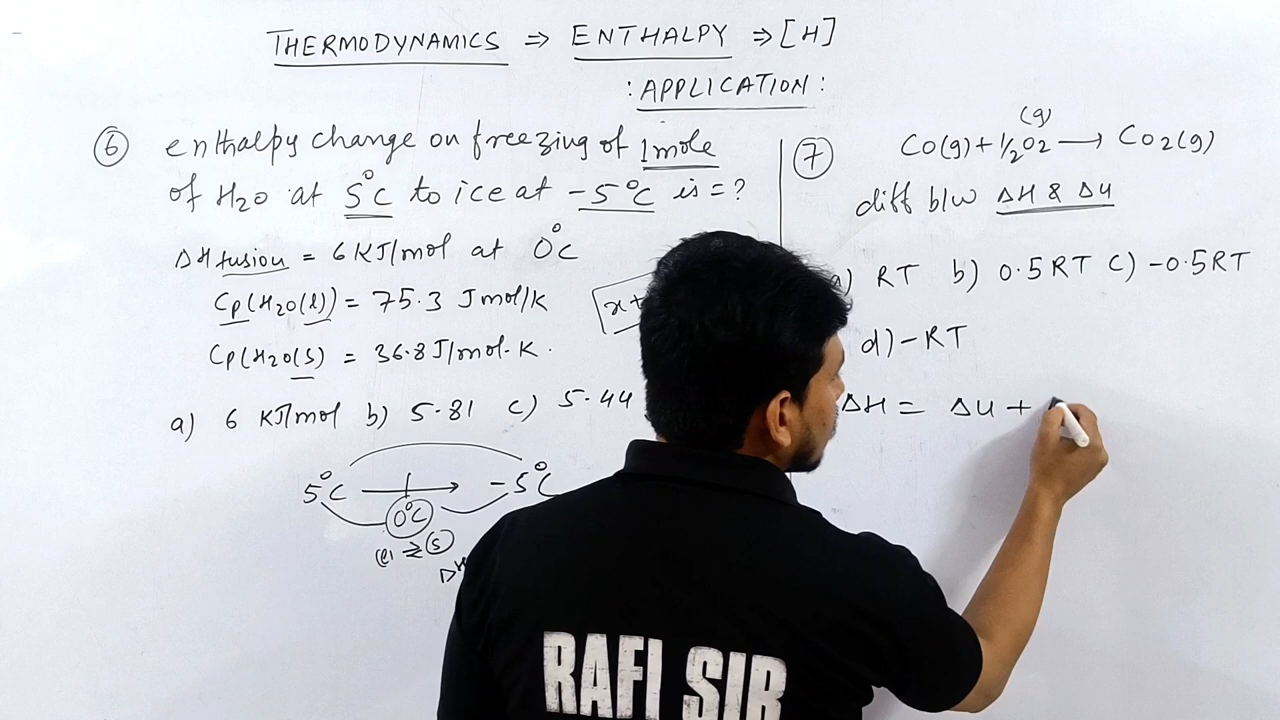 THERMODYNAMICS ⇒ ENTHALPY ⇒ [H]
: APPLICATION :
⑥ enthalpy change on freezing of 1mole
of H2O at 5°C to ice at -5°C is = ?
ΔH fusion = 6 KJ/mol at 0°C
Cp(H2O(l)) = 75.3 J mol/K
Cp(H2O(s) = 36.8 J/mol-K.
a) 6 KJ/mol b) 5.81 c) 5.44
5°C → -5°C
0°C
(l) ⇌ (s)
⑦ CO(g) + 1/2O2 (g) → CO2(g)
diff b/w ΔH & Δu
a) RT b) 0.5RT c) -0.5RT
d) -RT
ΔH = Δu +
RAFI SIR